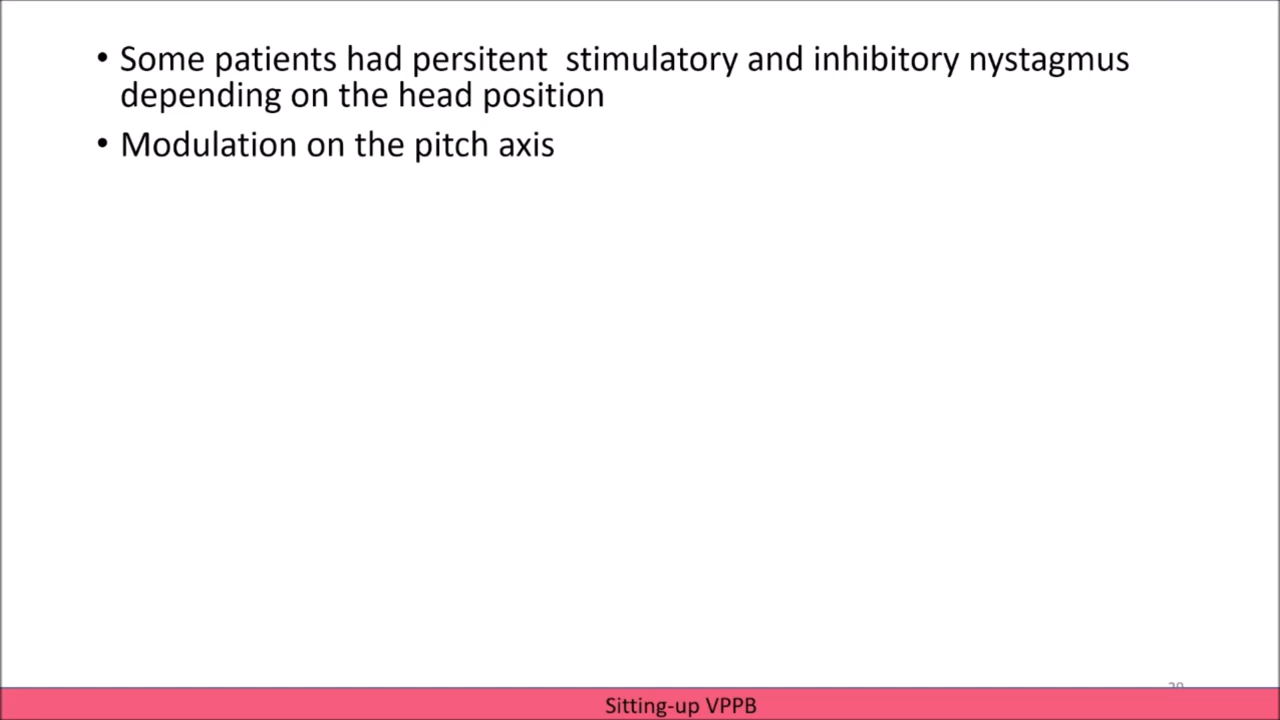 • Some patients had persitent  stimulatory and inhibitory nystagmus
depending on the head position
• Modulation on the pitch axis
Sitting-up VPPB